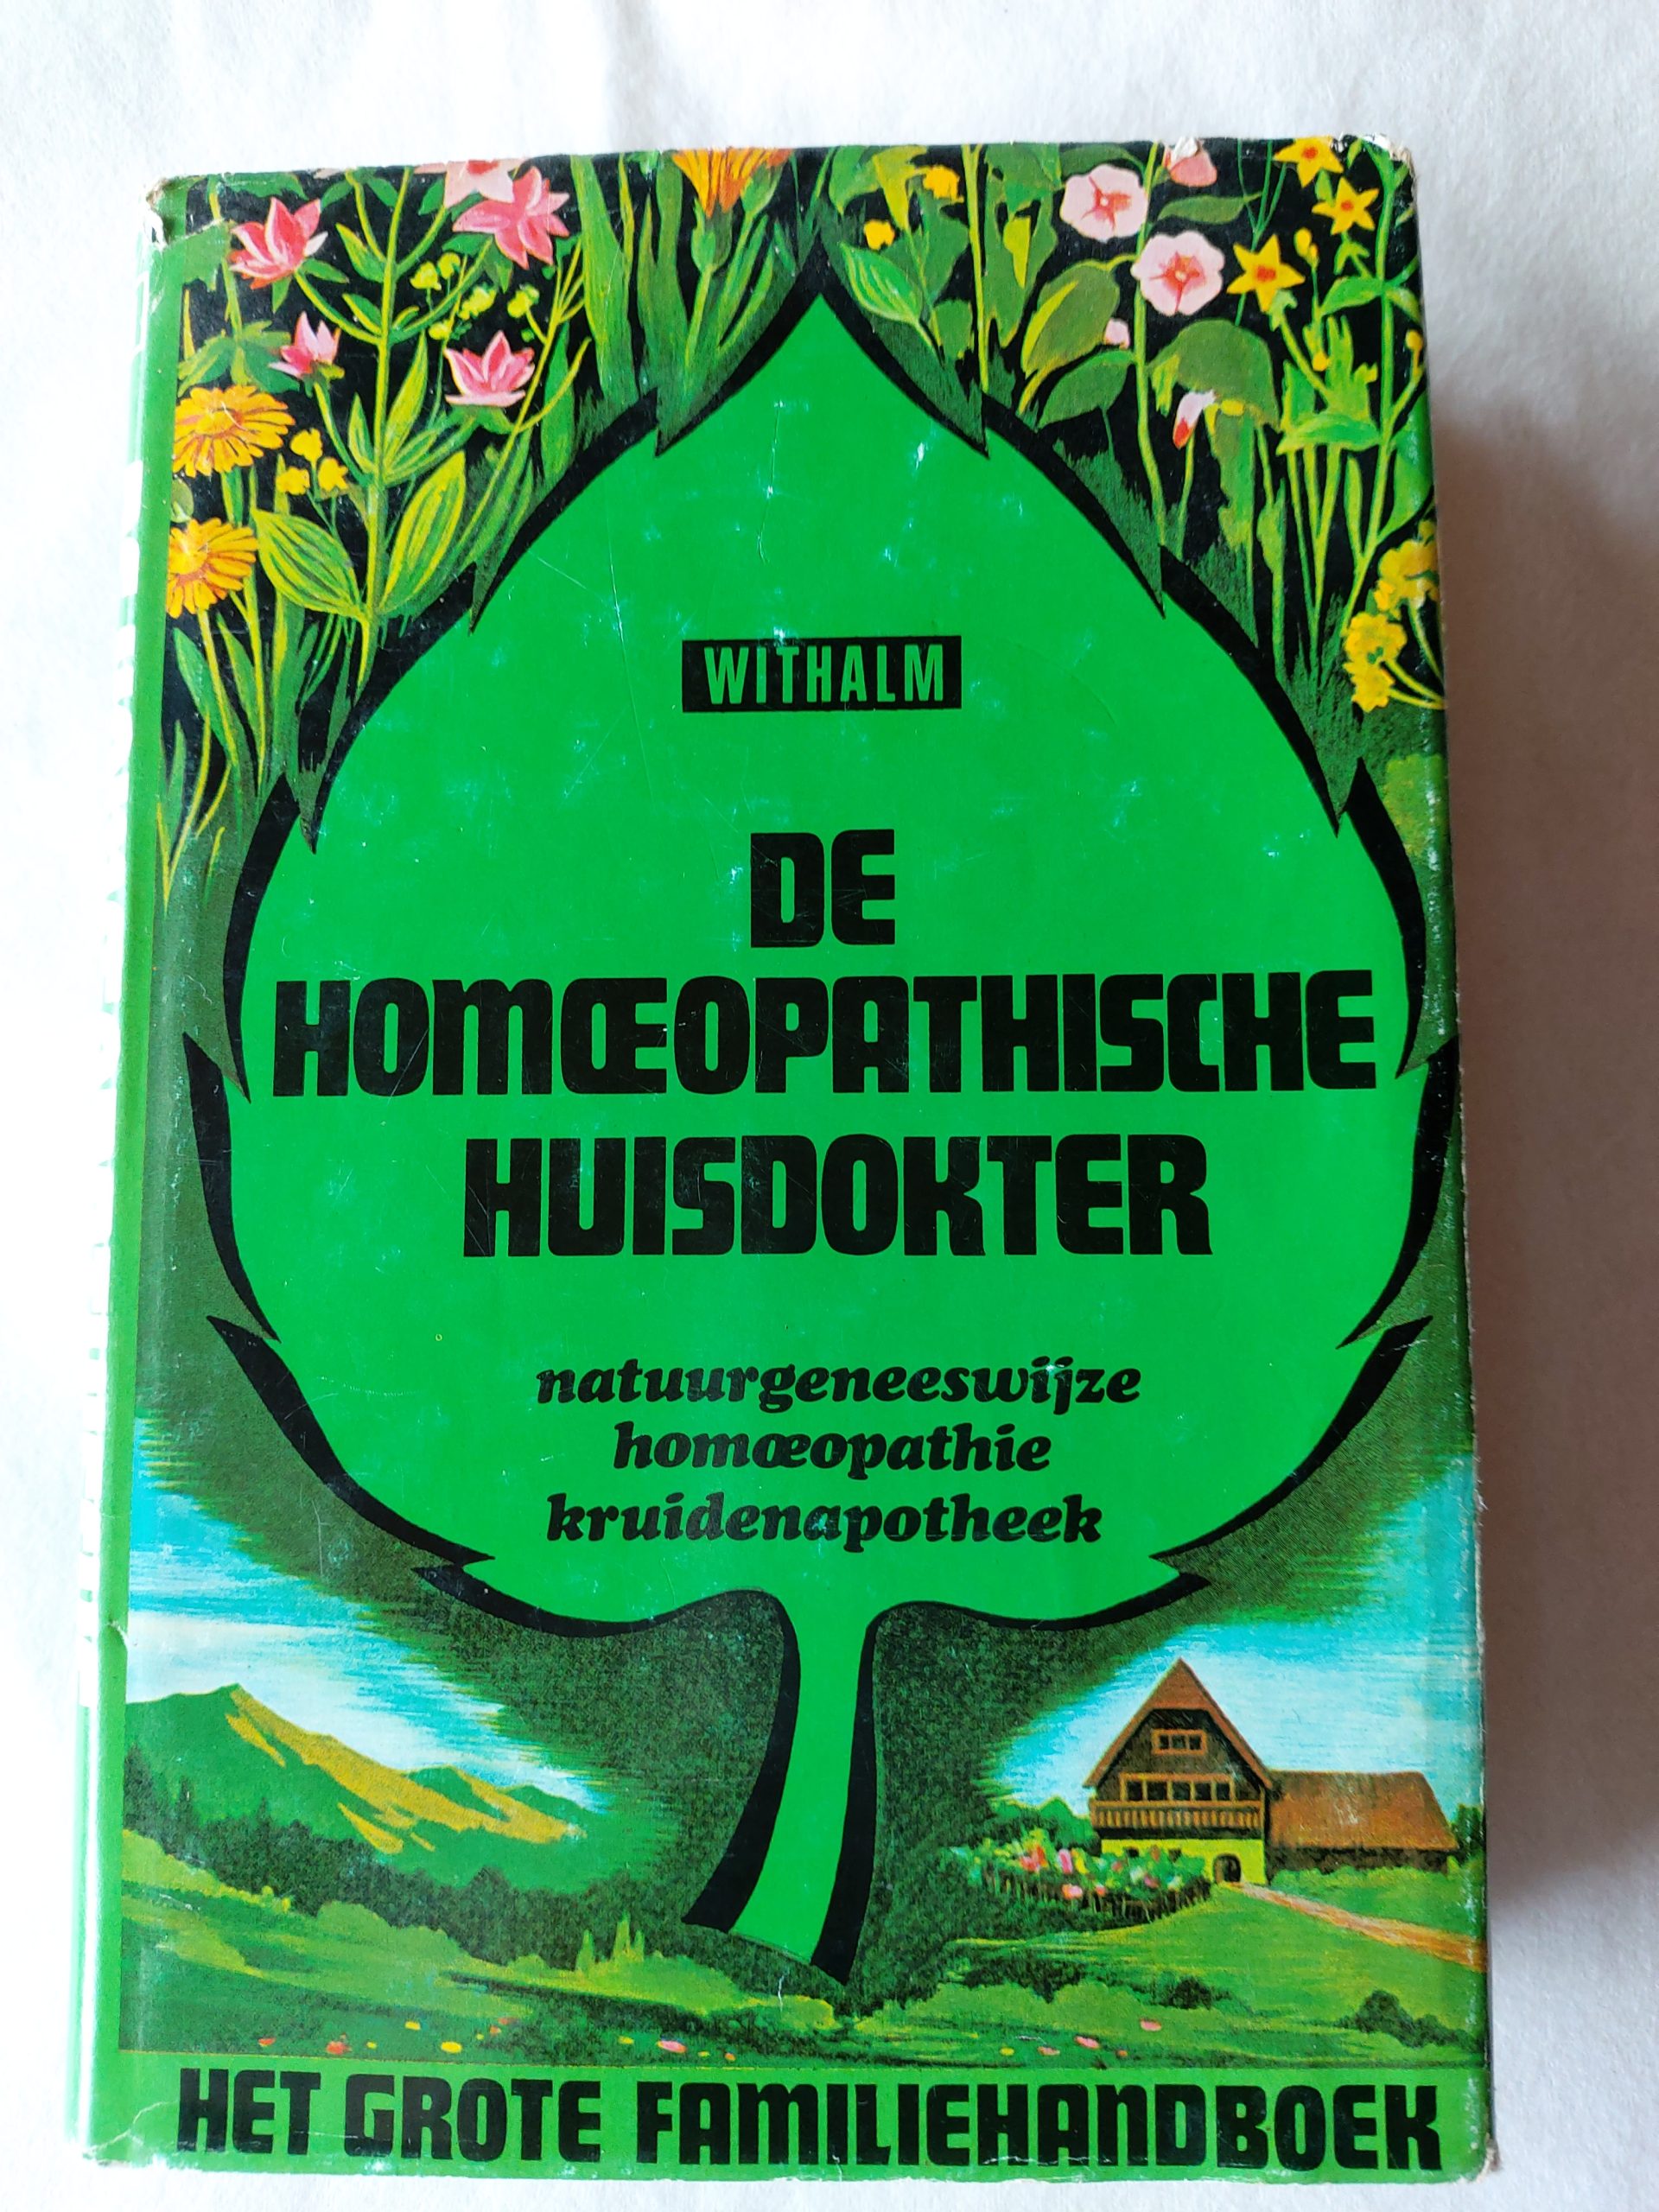 WITHALM
DE
HOMŒOPATHISCHE
HUISDOKTER
natuurgeneeswijze
homœopathie
kruidenapotheek
HET GROTE FAMILIEHANDBOEK